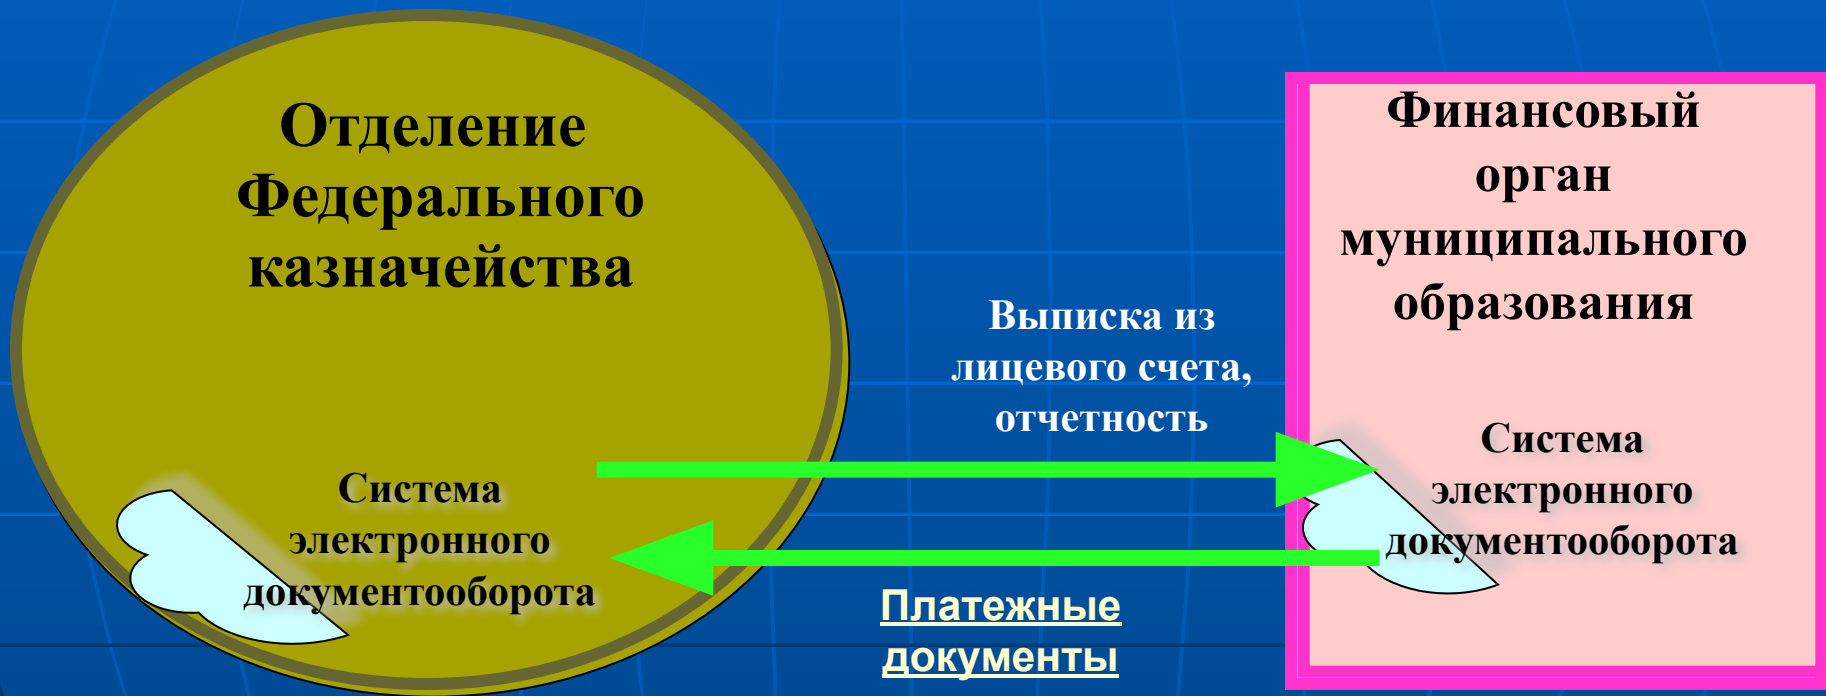 Отделение
Федерального
казначейства
Система
электронного
документооборота
Выписка из
лицевого счета,
отчетность
Платежные
документы
Финансовый
орган
муниципального
образования
Система
электронного
документооборота